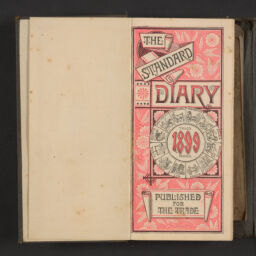 THE
STANDARD
DIARY
1899
PUBLISHED
FOR
THE TRADE